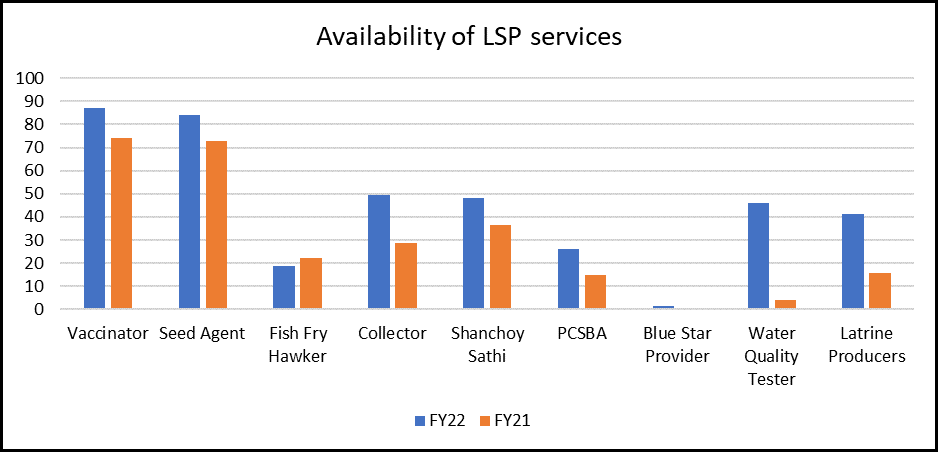 Availability of LSP services
100
90
80
70
60
50
40
30
20
10
0
Vaccinator Seed Agent Fish Fry Collector Shanchoy PCSBA Blue Star Water Latrine
Hawker Sathi Provider Quality Producers
Tester
FY22 FY21